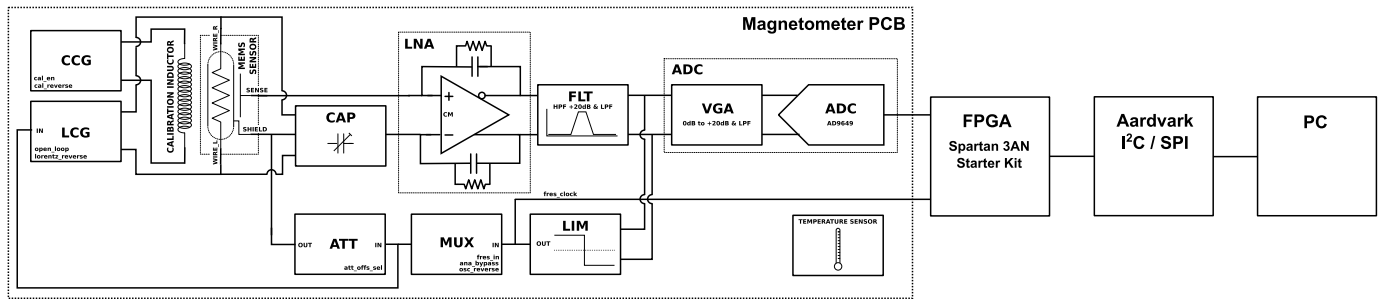 Magnetometer PCB
CCG
cal_en
cal_reverse
LCG
IN
open_loop
lorentz_reverse
CALIBRATION INDUCTOR
WIRE_R
MEMS
SENSOR
SENSE
SHIELD
WIRE_L
CAP
LNA
+
CM
−
FLT
HPF +20dB & LPF
ADC
VGA
0dB to +20dB & LPF
ADC
AD9649
FPGA
Spartan 3AN
Starter Kit
Aardvark
I²C / SPI
PC
fres_clock
OUT
ATT
IN
att_offs_sel
MUX
IN
fres_in
ana_bypass
osc_reverse
LIM
OUT
TEMPERATURE SENSOR